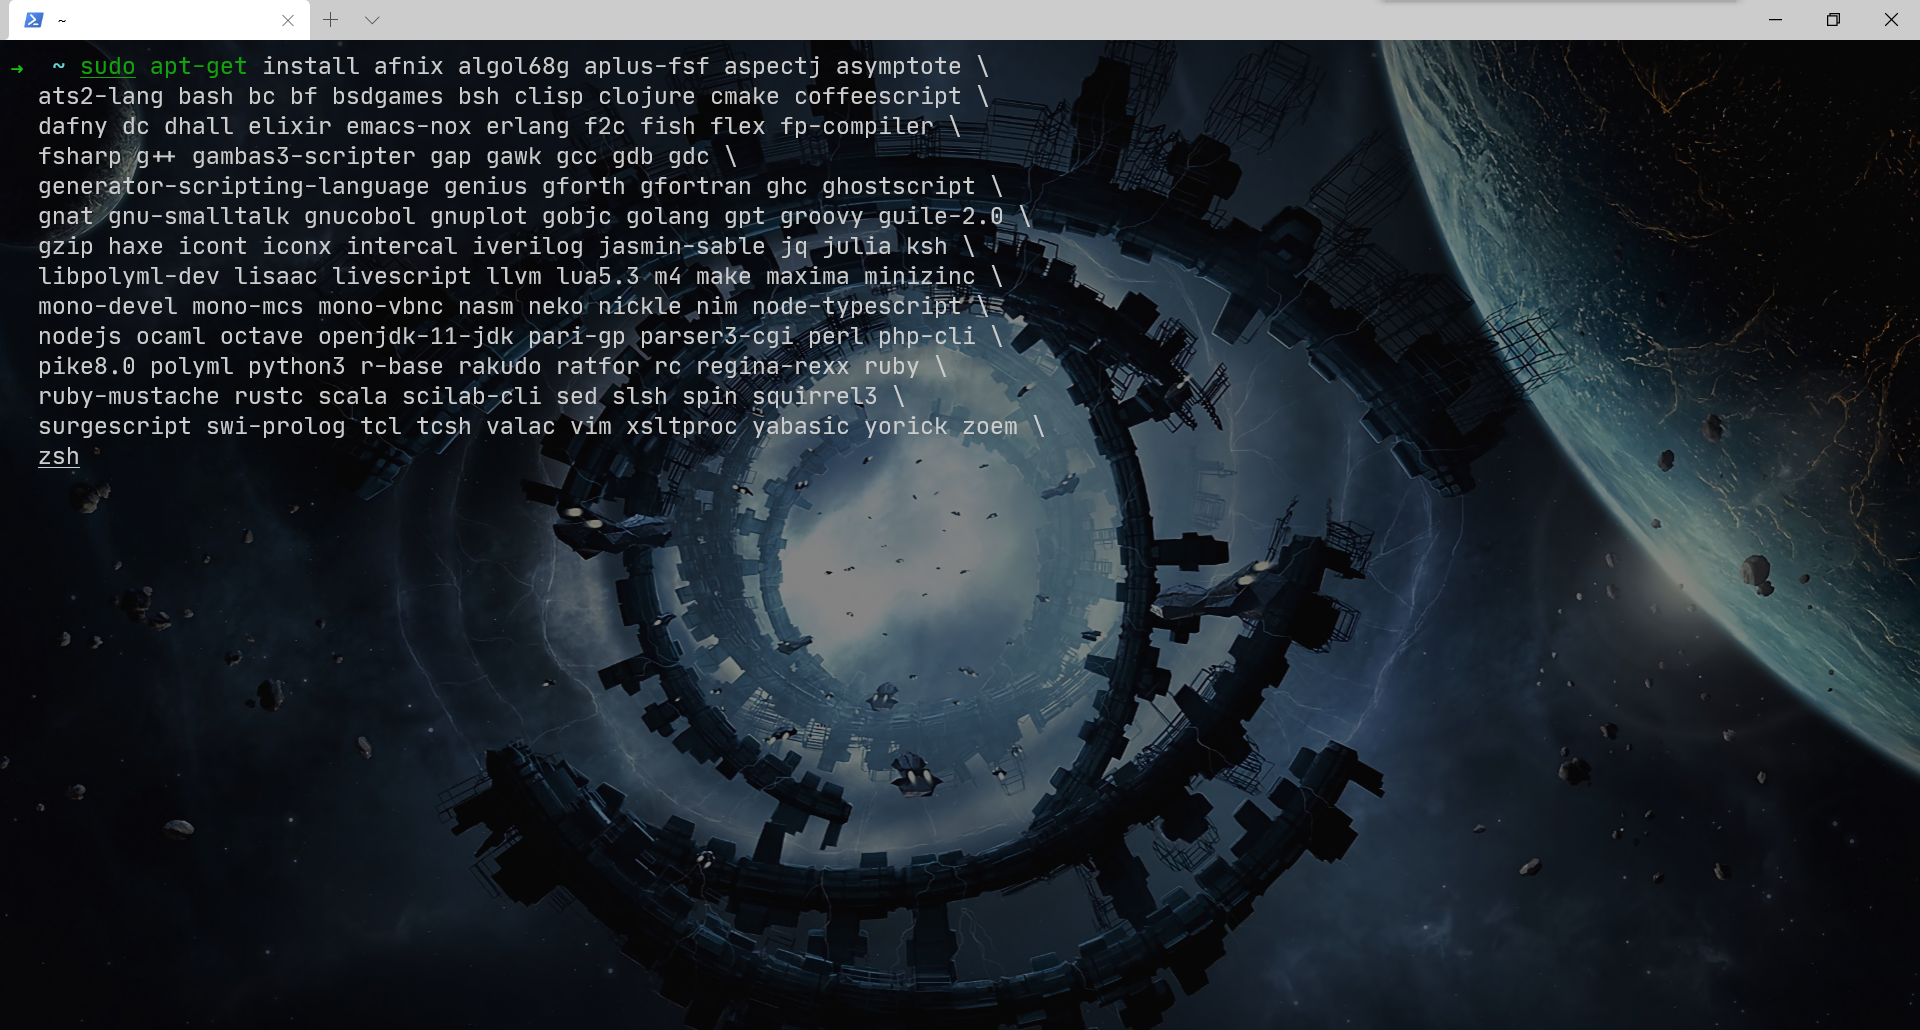 ~
→ ~ sudo apt-get install afnix algol68g aplus-fsf aspectj asymptote \
ats2-lang bash bc bf bsdgames bsh clisp clojure cmake coffeescript \
dafny dc dhall elixir emacs-nox erlang f2c fish flex fp-compiler \
fsharp g++ gambas3-scripter gap gawk gcc gdb gdc \
generator-scripting-language genius gforth gfortran ghc ghostscript \
gnat gnu-smalltalk gnucobol gnuplot gobjc golang gpt groovy guile-2.0 \
gzip haxe icont iconx intercal iverilog jasmin-sable jq julia ksh \
libpolyml-dev lisaac livescript llvm lua5.3 m4 make maxima minizinc \
mono-devel mono-mcs mono-vbnc nasm neko nickle nim node-typescript \
nodejs ocaml octave openjdk-11-jdk pari-gp parser3-cgi perl php-cli \
pike8.0 polyml python3 r-base rakudo ratfor rc regina-rexx ruby \
ruby-mustache rustc scala scilab-cli sed slsh spin squirrel3 \
surgescript swi-prolog tcl tcsh valac vim xsltproc yabasic yorick zoem \
zsh